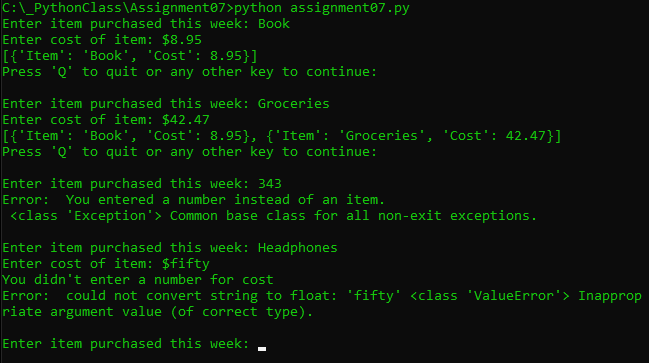 C:\_PythonClass\Assignment07>python assignment07.py
Enter item purchased this week: Book
Enter cost of item: $8.95
[{'Item': 'Book', 'Cost': 8.95}]
Press 'Q' to quit or any other key to continue:
Enter item purchased this week: Groceries
Enter cost of item: $42.47
[{'Item': 'Book', 'Cost': 8.95}, {'Item': 'Groceries', 'Cost': 42.47}]
Press 'Q' to quit or any other key to continue:
Enter item purchased this week: 343
Error:  You entered a number instead of an item.
 <class 'Exception'> Common base class for all non-exit exceptions.
Enter item purchased this week: Headphones
Enter cost of item: $fifty
You didn't enter a number for cost
Error:  could not convert string to float: 'fifty' <class 'ValueError'> Inapprop
riate argument value (of correct type).
Enter item purchased this week: